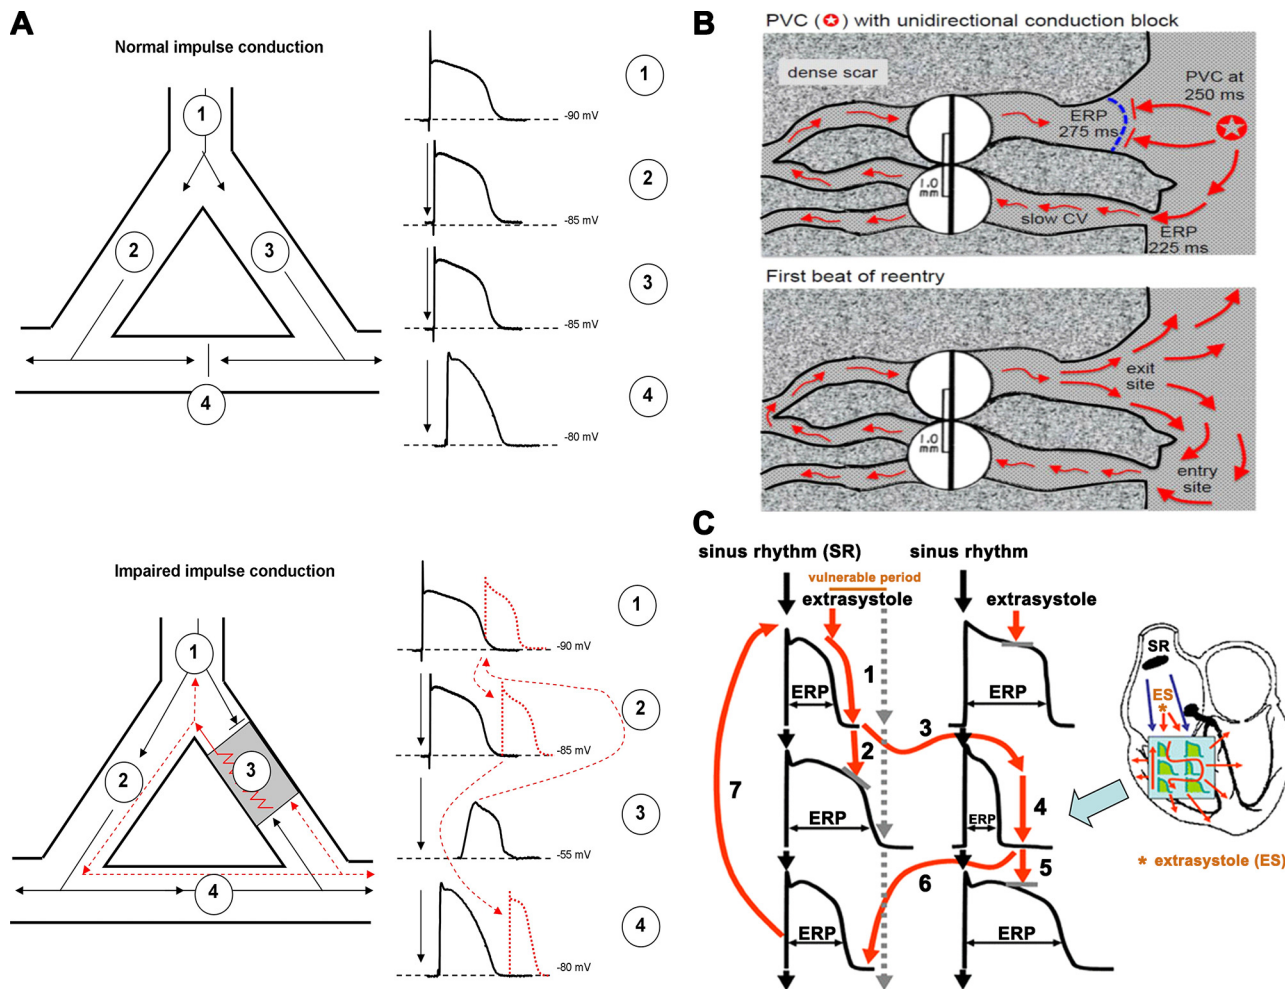 A
Normal impulse conduction
1
2
3
4
1
-90 mV
2
-85 mV
3
-85 mV
4
-80 mV
Impaired impulse conduction
1
2
3
4
1
-90 mV
2
-85 mV
3
-55 mV
4
-80 mV
B
PVC ( ) with unidirectional conduction block
dense scar
PVC at
250 ms
ERP
275 ms
1.0
mm
slow CV
ERP
225 ms
First beat of reentry
exit
site
1.0
mm
entry
site
C
sinus rhythm (SR)
sinus rhythm
vulnerable period
extrasystole
extrasystole
ERP
1
ERP
2
3
ERP
7
ERP
4
5
6
ERP
ERP
SR
ES
*
* extrasystole (ES)